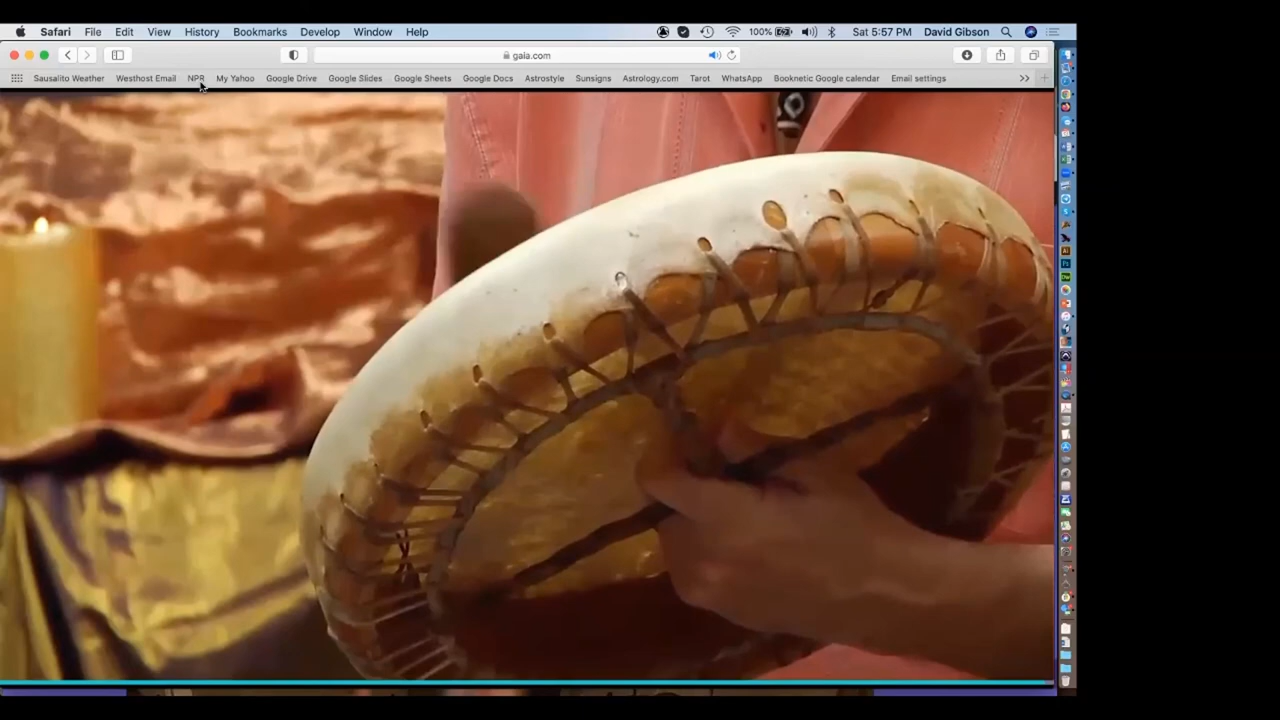 Safari File Edit View History Bookmarks Develop Window Help 100% Sat 5:57 PM David Gibson
gaia.com
Sausalito Weather Westhost Email NPR My Yahoo Google Drive Google Slides Google Sheets Google Docs Astrostyle Sunsigns Astrology.com Tarot WhatsApp Booknetic Google calendar Email settings